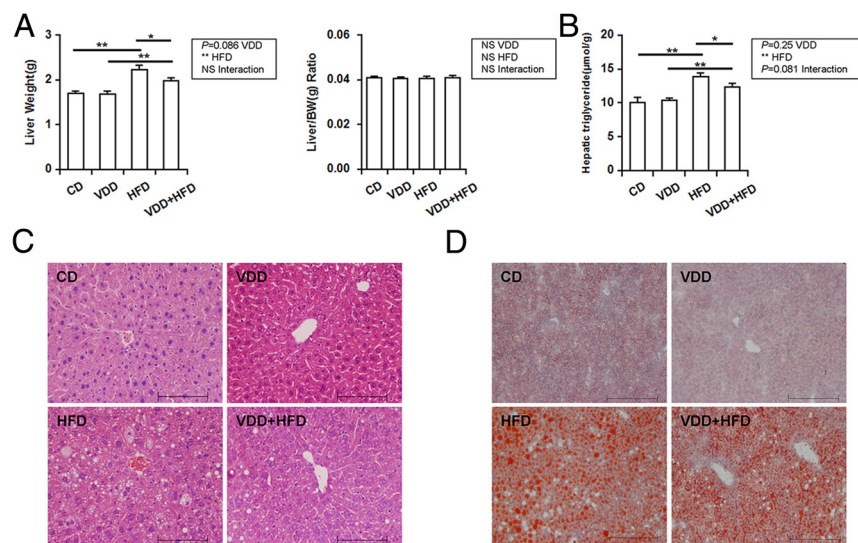 A
Liver Weight(g)
3
2
1
0
**
*
**
P=0.086 VDD
** HFD
NS Interaction
CD
VDD
HFD
VDD+HFD
Liver/BW(g) Ratio
0.06
0.04
0.02
0.00
NS VDD
NS HFD
NS Interaction
CD
VDD
HFD
VDD+HFD
B
Hepatic triglyceride(μmol/g)
20
15
10
5
0
**
*
**
P=0.25 VDD
** HFD
P=0.081 Interaction
CD
VDD
HFD
VDD+HFD
C
CD
VDD
HFD
VDD+HFD
D
CD
VDD
HFD
VDD+HFD